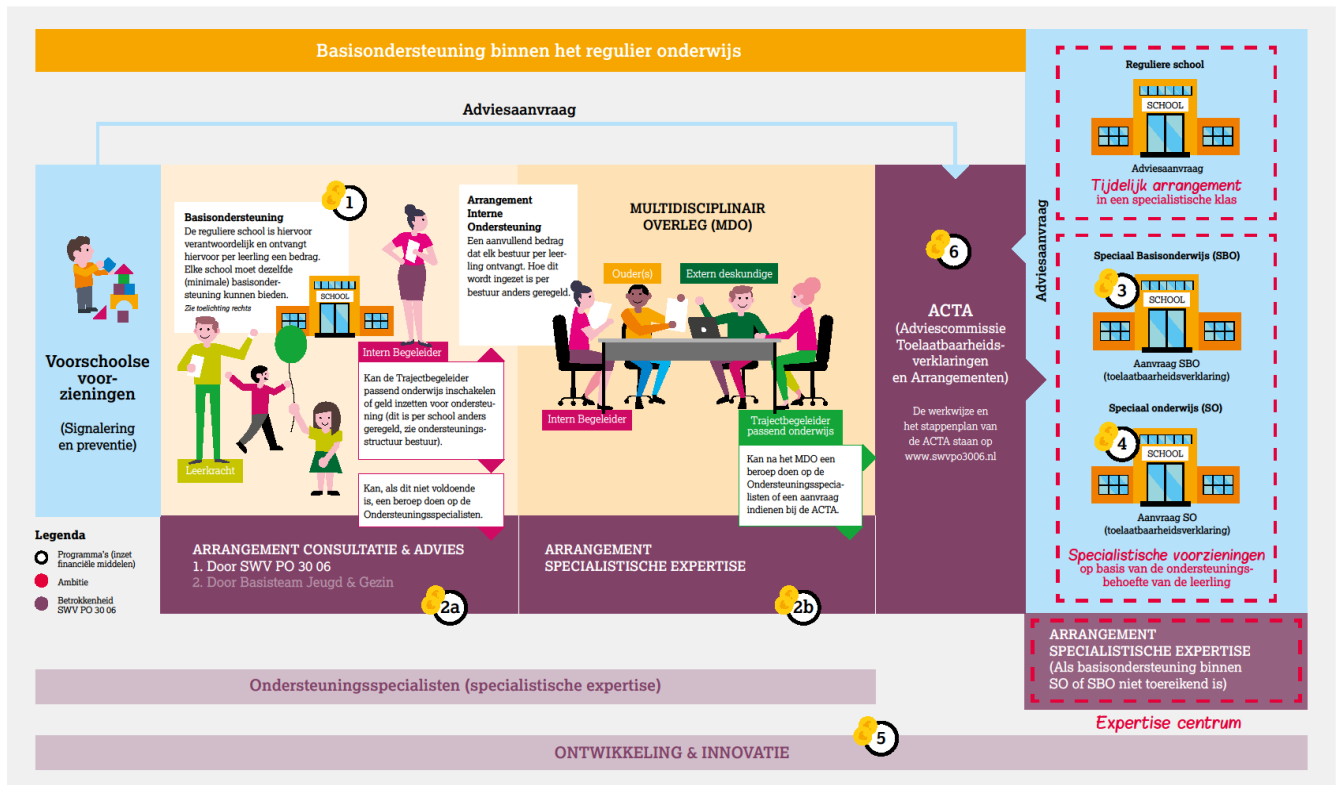 Basisondersteuning binnen het regulier onderwijs
Adviesaanvraag
Voorschoolse
voor-
zieningen
(Signalering
en preventie)
1
Basisondersteuning
De reguliere school is hiervoor
verantwoordelijk en ontvangt
hiervoor per leerling een bedrag.
Elke school moet dezelfde
(minimale) basisonder-
steuning kunnen bieden.
Zie toelichting rechts
SCHOOL
Leerkracht
Intern Begeleider
Kan de Trajectbegeleider
passend onderwijs inschakelen
of geld inzetten voor ondersteu-
ning (dit is per school anders
geregeld, zie ondersteunings-
structuur bestuur).
Kan, als dit niet voldoende
is, een beroep doen op de
Ondersteuningsspecialisten.
Arrangement
Interne
Ondersteuning
Een aanvullend bedrag
dat elk bestuur per leer-
ling ontvangt. Hoe dit
wordt ingezet is per
bestuur anders geregeld.
MULTIDISCIPLINAIR
OVERLEG (MDO)
Ouder(s)
Extern deskundige
Intern Begeleider
Trajectbegeleider
passend onderwijs
Kan na het MDO een
beroep doen op de
Ondersteuningsspecia-
listen of een aanvraag
indienen bij de ACTA.
6
ACTA
(Adviescommissie
Toelaatbaarheids-
verklaringen
en Arrangementen)
De werkwijze en
het stappenplan van
de ACTA staan op
www.swvpo3006.nl
Adviesaanvraag
Reguliere school
SCHOOL
Adviesaanvraag
Tijdelijk arrangement
in een specialistische klas
Speciaal Basisonderwijs (SBO)
3
SCHOOL
Aanvraag SBO
(toelaatbaarheidsverklaring)
Speciaal onderwijs (SO)
4
SCHOOL
Aanvraag SO
(toelaatbaarheidsverklaring)
Specialistische voorzieningen
op basis van de ondersteunings-
behoefte van de leerling
Legenda
Programma's (inzet
financiële middelen)
Ambitie
Betrokkenheid
SWV PO 30 06
ARRANGEMENT CONSULTATIE & ADVIES
1. Door SWV PO 30 06
2. Door Basisteam Jeugd & Gezin
2a
ARRANGEMENT
SPECIALISTISCHE EXPERTISE
2b
ARRANGEMENT
SPECIALISTISCHE EXPERTISE
(Als basisondersteuning binnen
SO of SBO niet toereikend is)
Expertise centrum
Ondersteuningsspecialisten (specialistische expertise)
5
ONTWIKKELING & INNOVATIE